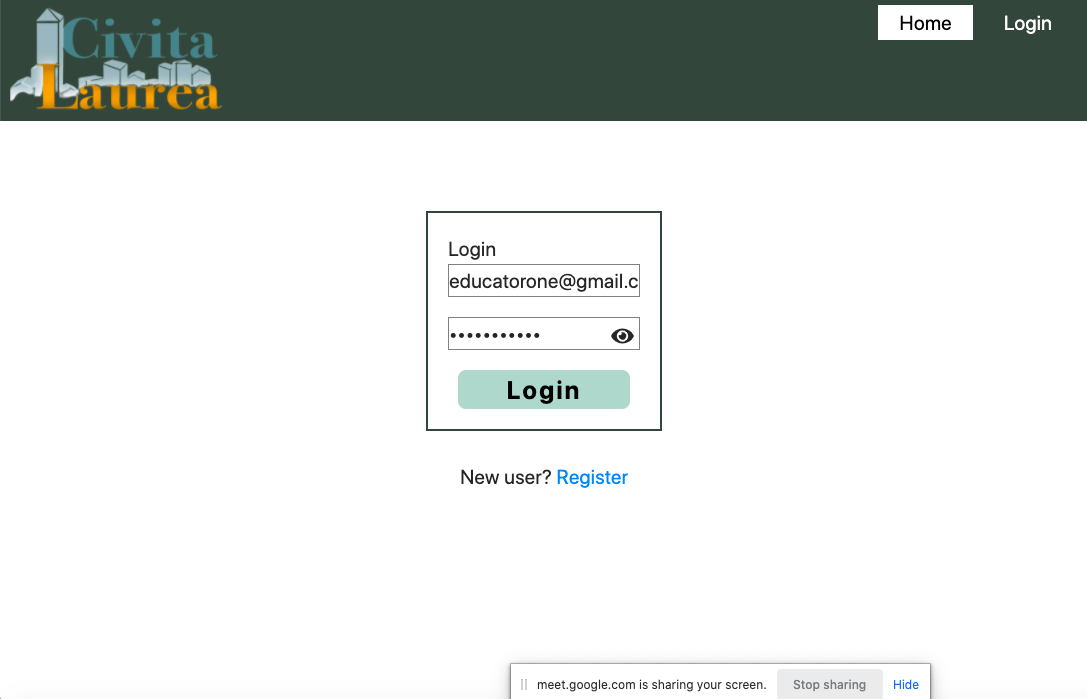 Civita
Laurea
Home
Login
Login
educatorone@gmail.c
Login
New user? Register
meet.google.com is sharing your screen.
Stop sharing
Hide